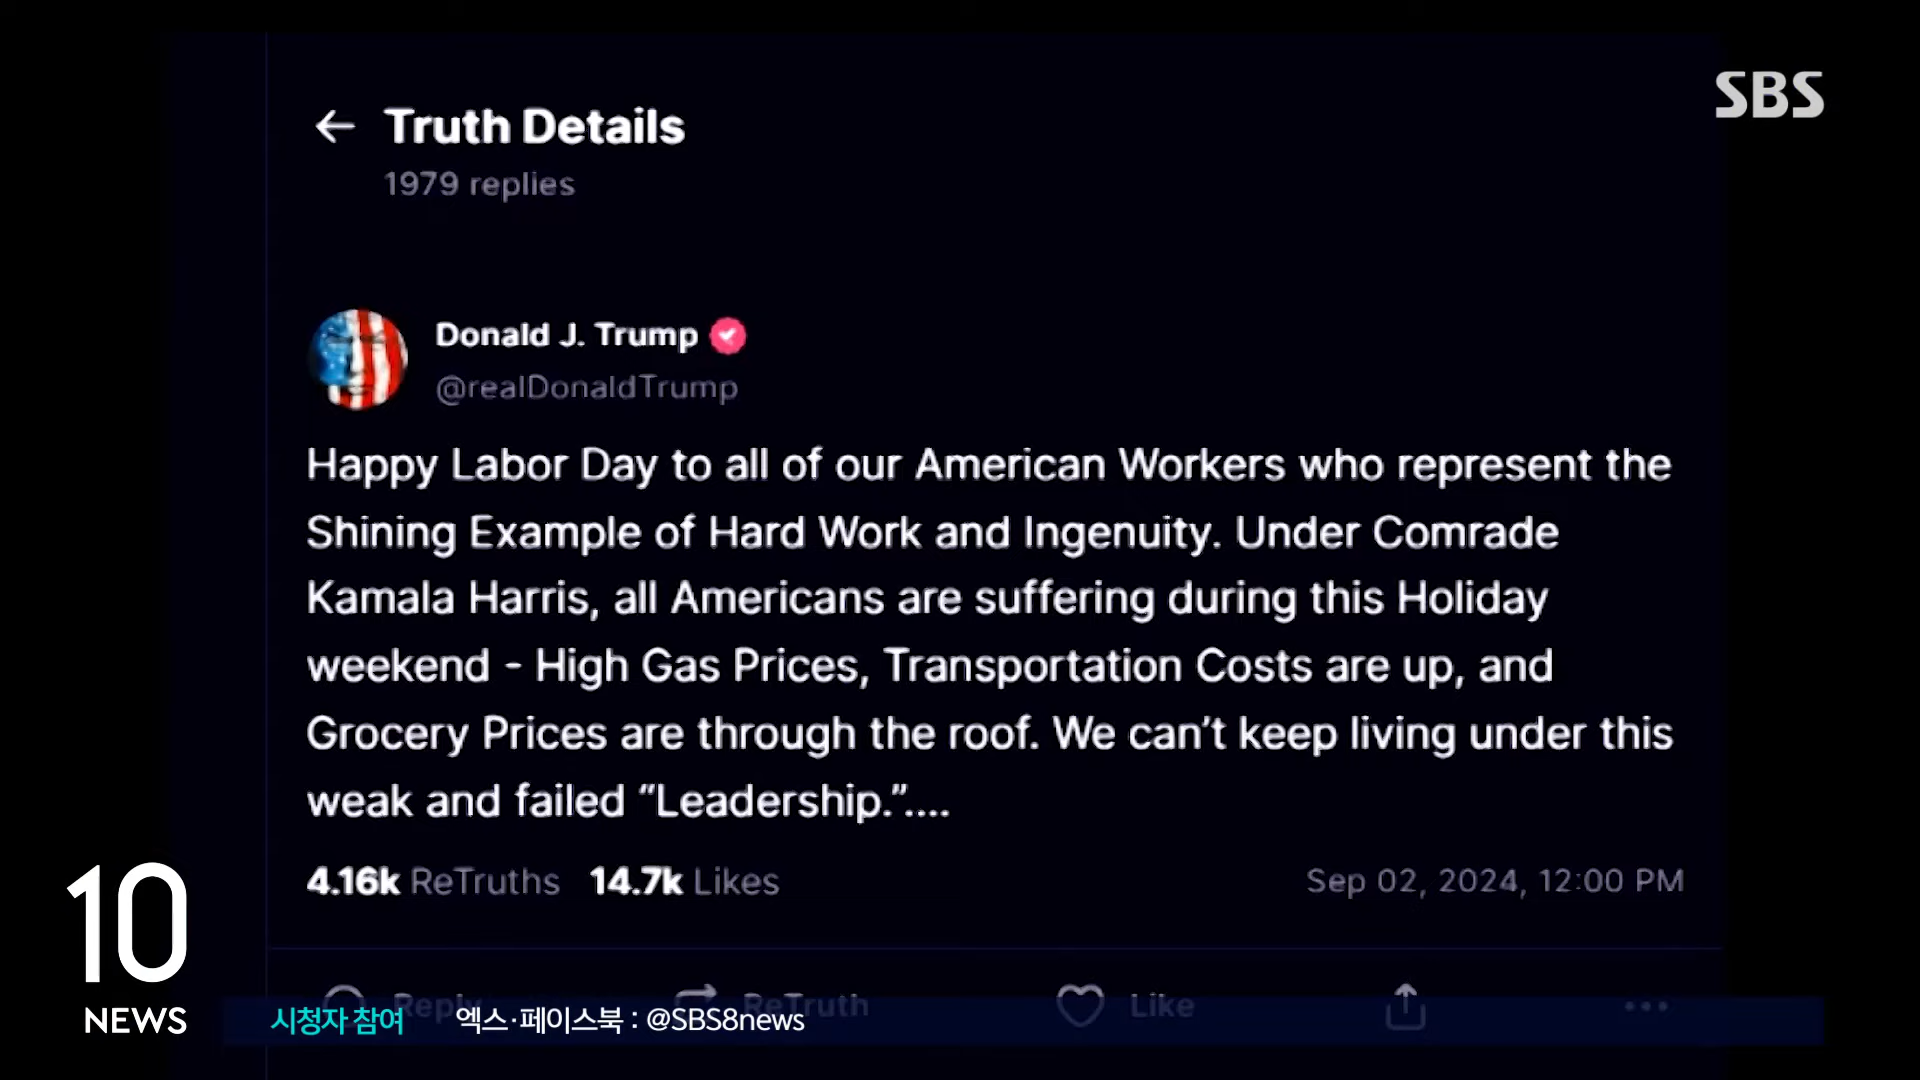 SBS
Truth Details
1979 replies
Donald J. Trump
@realDonaldTrump
Happy Labor Day to all of our American Workers who represent the
Shining Example of Hard Work and Ingenuity. Under Comrade
Kamala Harris, all Americans are suffering during this Holiday
weekend - High Gas Prices, Transportation Costs are up, and
Grocery Prices are through the roof. We can’t keep living under this
weak and failed “Leadership.”....
4.16k ReTruths 14.7k Likes
Sep 02, 2024, 12:00 PM
Reply ReTruth Like
10
NEWS
시청자 참여 엑스·페이스북 : @SBS8news